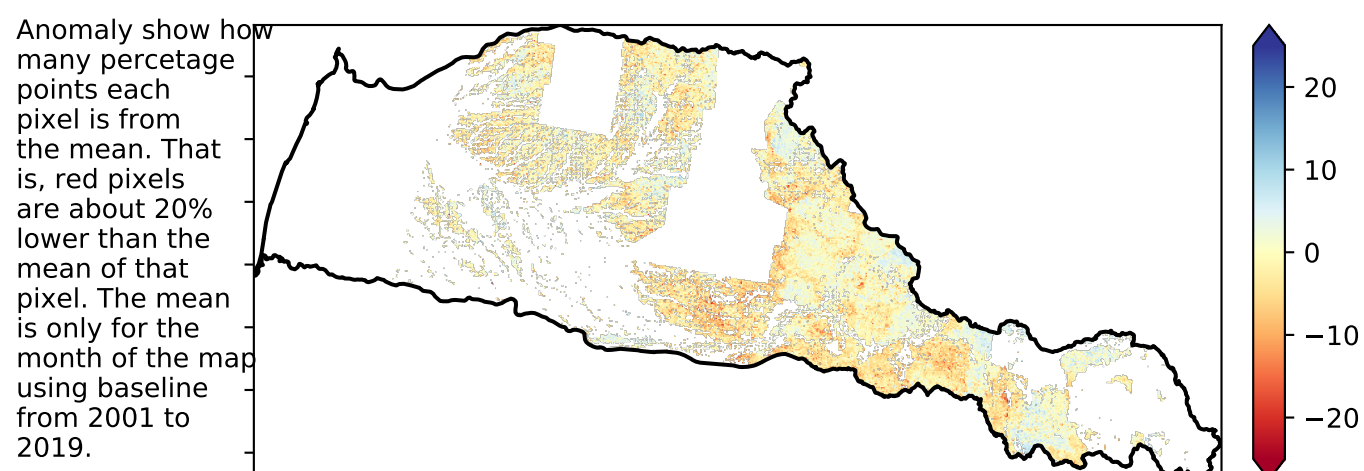 Anomaly show how
many percetage
points each
pixel is from
the mean. That
is, red pixels
are about 20%
lower than the
mean of that
pixel. The mean
is only for the
month of the map
using baseline
from 2001 to
2019.
20
10
0
−10
−20